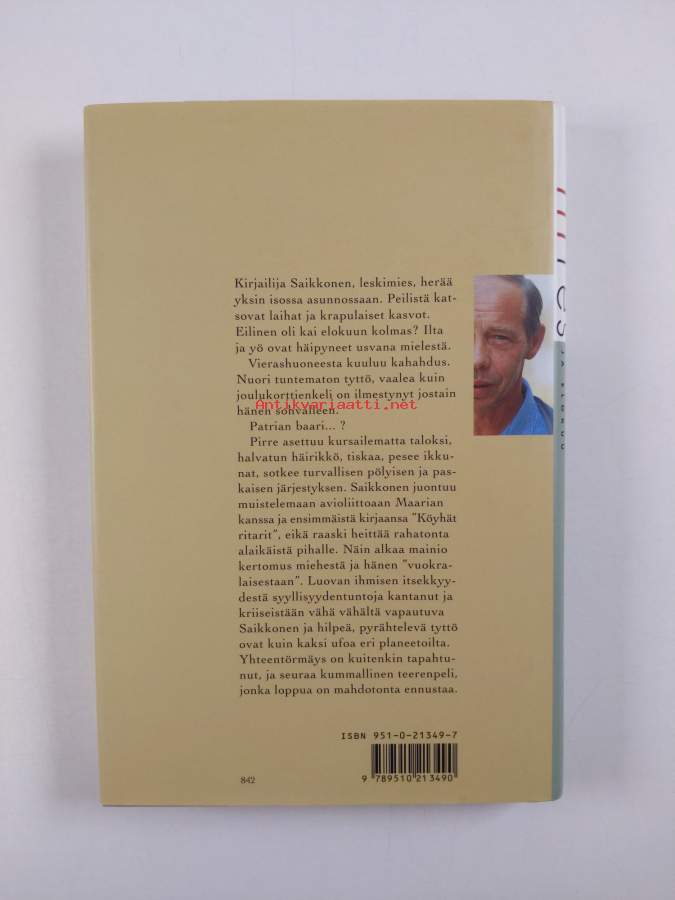 Kirjailija Saikkonen, leskimies, herää
yksin isossa asunnossaan. Peilistä kat-
sovat laihat ja krapulaiset kasvot.
Eilinen oli kai elokuun kolmas? Ilta
ja yö ovat häipyneet usvana mielestä.
Vierashuoneesta kuuluu kahahdus.
Nuori tuntematon tyttö, vaalea kuin
joulukorttienkeli on ilmestynyt jostain
Antikvariaatti.net
hänen sohvalleen.
Patrian baari... ?
Pirre asettuu kursailematta taloksi,
halvatun häirikkö, tiskaa, pesee ikku-
nat, sotkee turvallisen pölyisen ja pas-
kaisen järjestyksen. Saikkonen juontuu
muistelemaan avioliittoaan Maarian
kanssa ja ensimmäistä kirjaansa "Köyhät
ritarit", eikä raaski heittää rahatonta
alaikäistä pihalle. Näin alkaa mainio
kertomus miehestä ja hänen "vuokra-
laisestaan". Luovan ihmisen itsekkyy-
destä syyllisyydentuntoja kantanut ja
kriiseistään vähä vähältä vapautuva
Saikkonen ja hilpeä, pyrähtelevä tyttö
ovat kuin kaksi ufoa eri planeetoilta.
Yhteentörmäys on kuitenkin tapahtu-
nut, ja seuraa kummallinen teerenpeli,
jonka loppua on mahdotonta ennustaa.
ISBN 951-0-21349-7
9 789510 213490
842